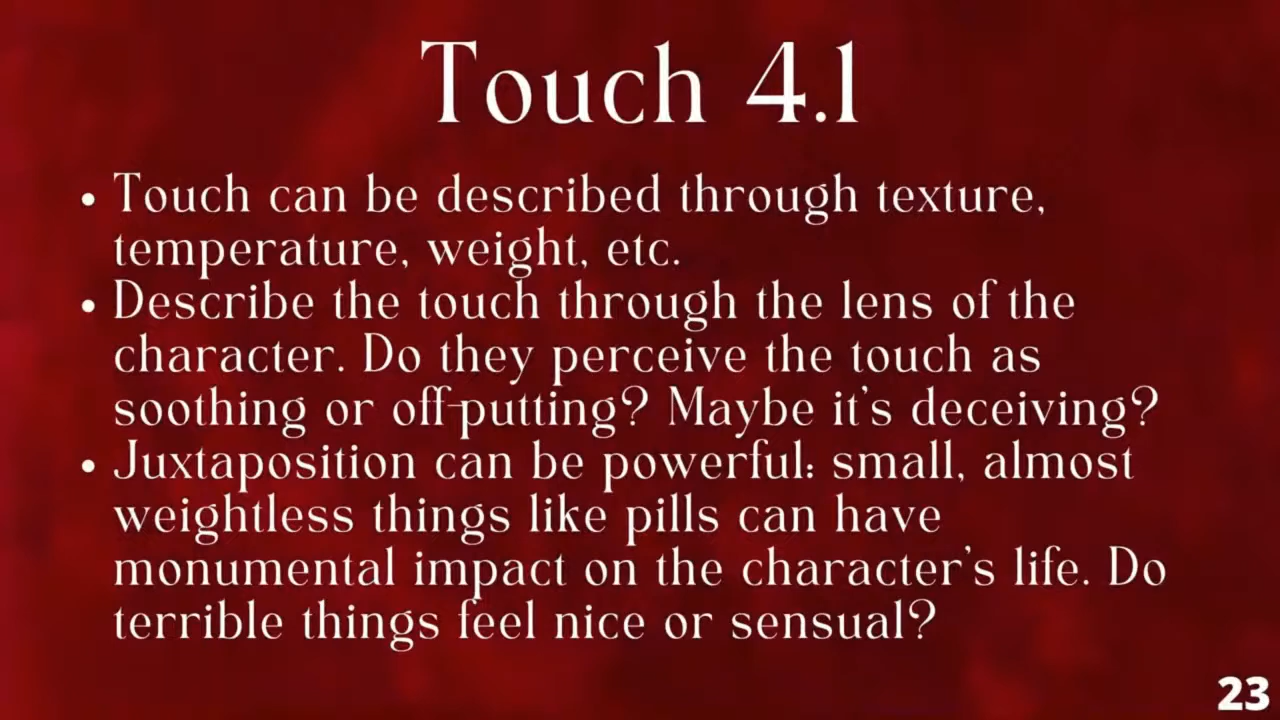 Touch 4.1
• Touch can be described through texture,
temperature, weight, etc.
• Describe the touch through the lens of the
character. Do they perceive the touch as
soothing or off-putting? Maybe it's deceiving?
• Juxtaposition can be powerful: small, almost
weightless things like pills can have
monumental impact on the character's life. Do
terrible things feel nice or sensual?
23